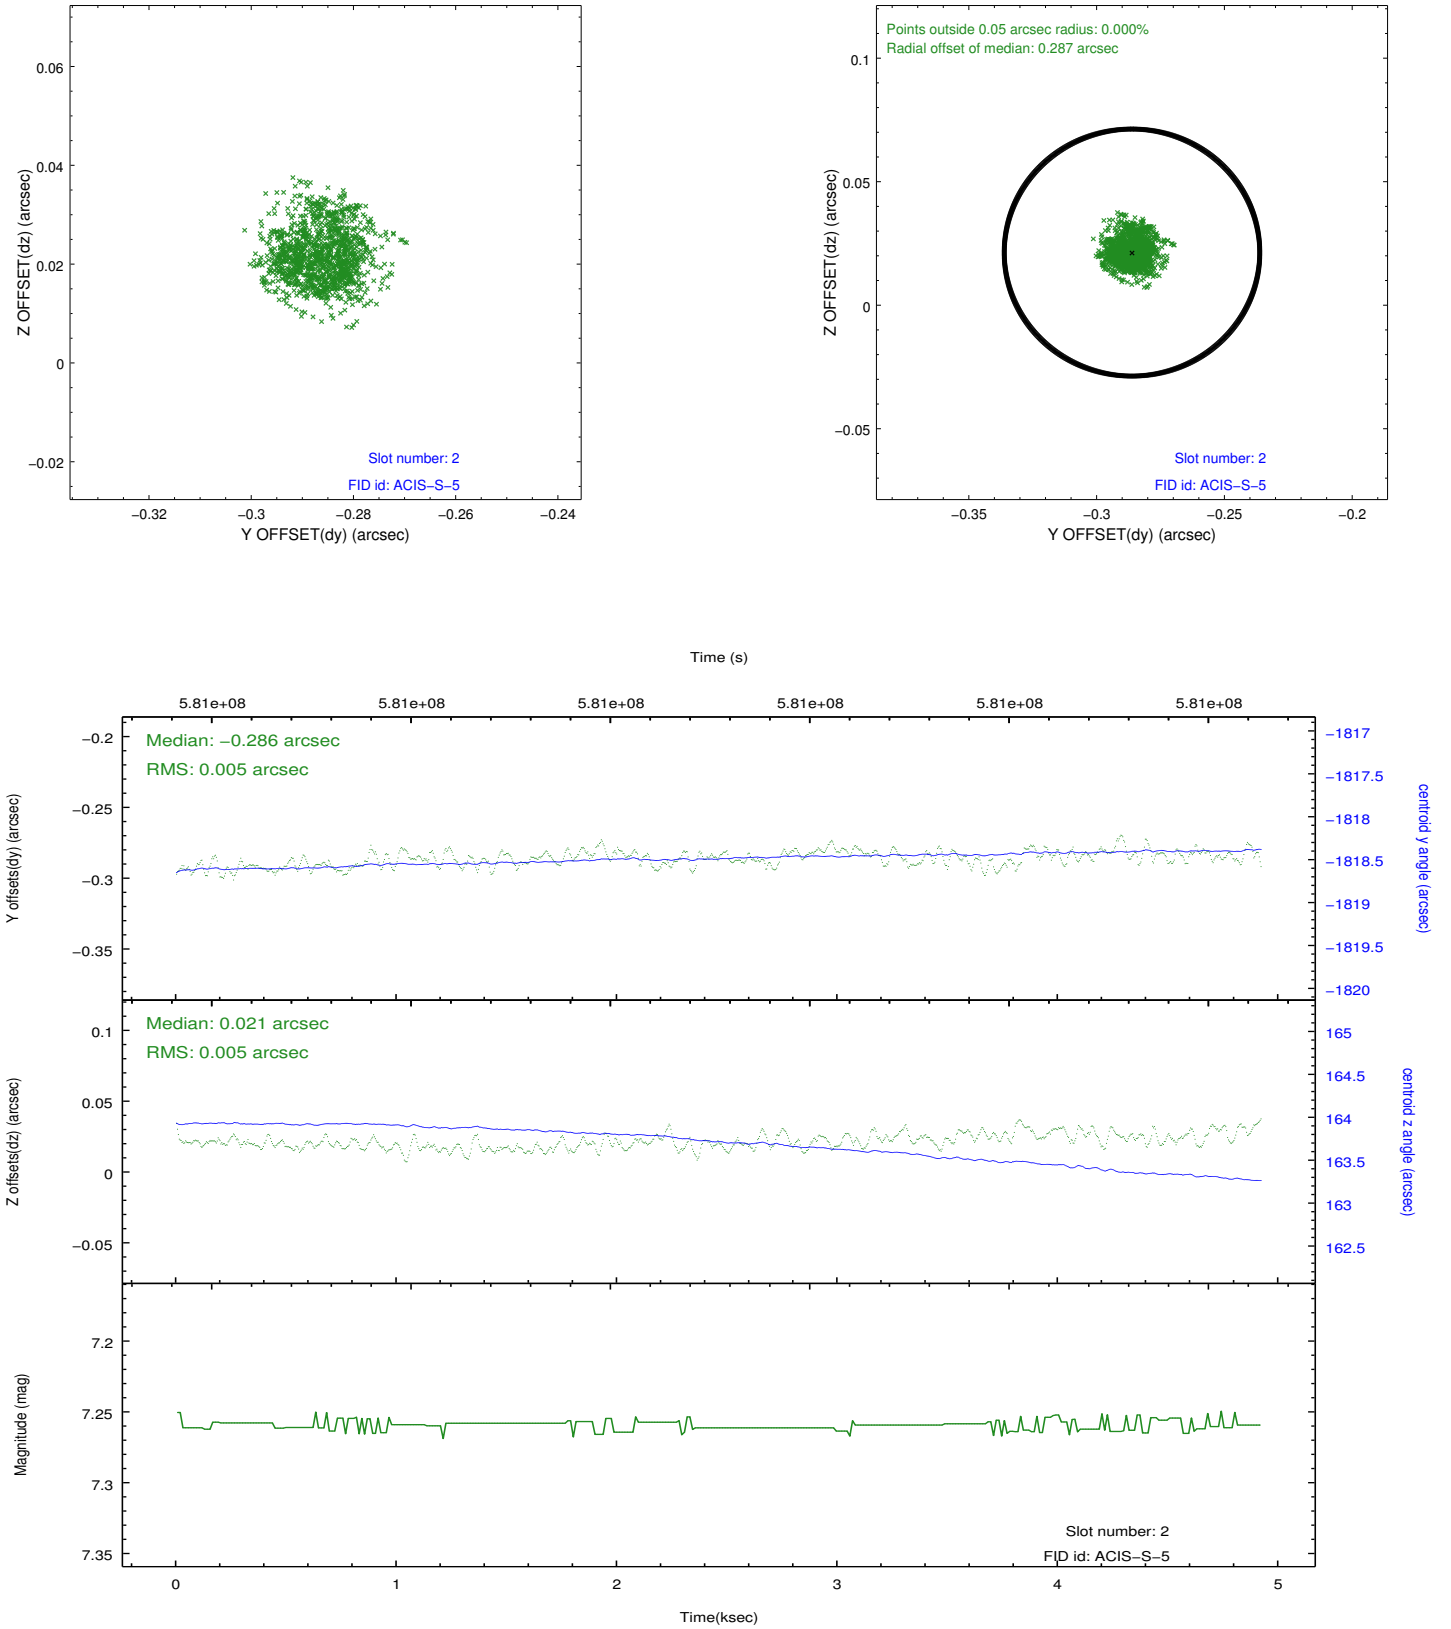 0.06
0.04
0.02
0
−0.02
Z OFFSET(dz) (arcsec)
Slot number: 2
FID id: ACIS−S−5
−0.32
−0.3
−0.28
−0.26
−0.24
Y OFFSET(dy) (arcsec)
Points outside 0.05 arcsec radius: 0.000%
Radial offset of median: 0.287 arcsec
0.1
0.05
0
−0.05
Z OFFSET(dz) (arcsec)
Slot number: 2
FID id: ACIS−S−5
−0.35
−0.3
−0.25
−0.2
Y OFFSET(dy) (arcsec)
Time (s)
5.81e+08
5.81e+08
5.81e+08
5.81e+08
5.81e+08
5.81e+08
Median: −0.286 arcsec
RMS: 0.005 arcsec
−0.2
−0.25
−0.3
−0.35
Y offsets(dy) (arcsec)
−1817
−1817.5
−1818
−1818.5
−1819
−1819.5
−1820
centroid y angle (arcsec)
Median: 0.021 arcsec
RMS: 0.005 arcsec
0.1
0.05
0
−0.05
Z offsets(dz) (arcsec)
165
164.5
164
163.5
163
162.5
centroid z angle (arcsec)
7.2
7.25
7.3
7.35
Magnitude (mag)
Slot number: 2
FID id: ACIS−S−5
0
1
2
3
4
5
Time(ksec)